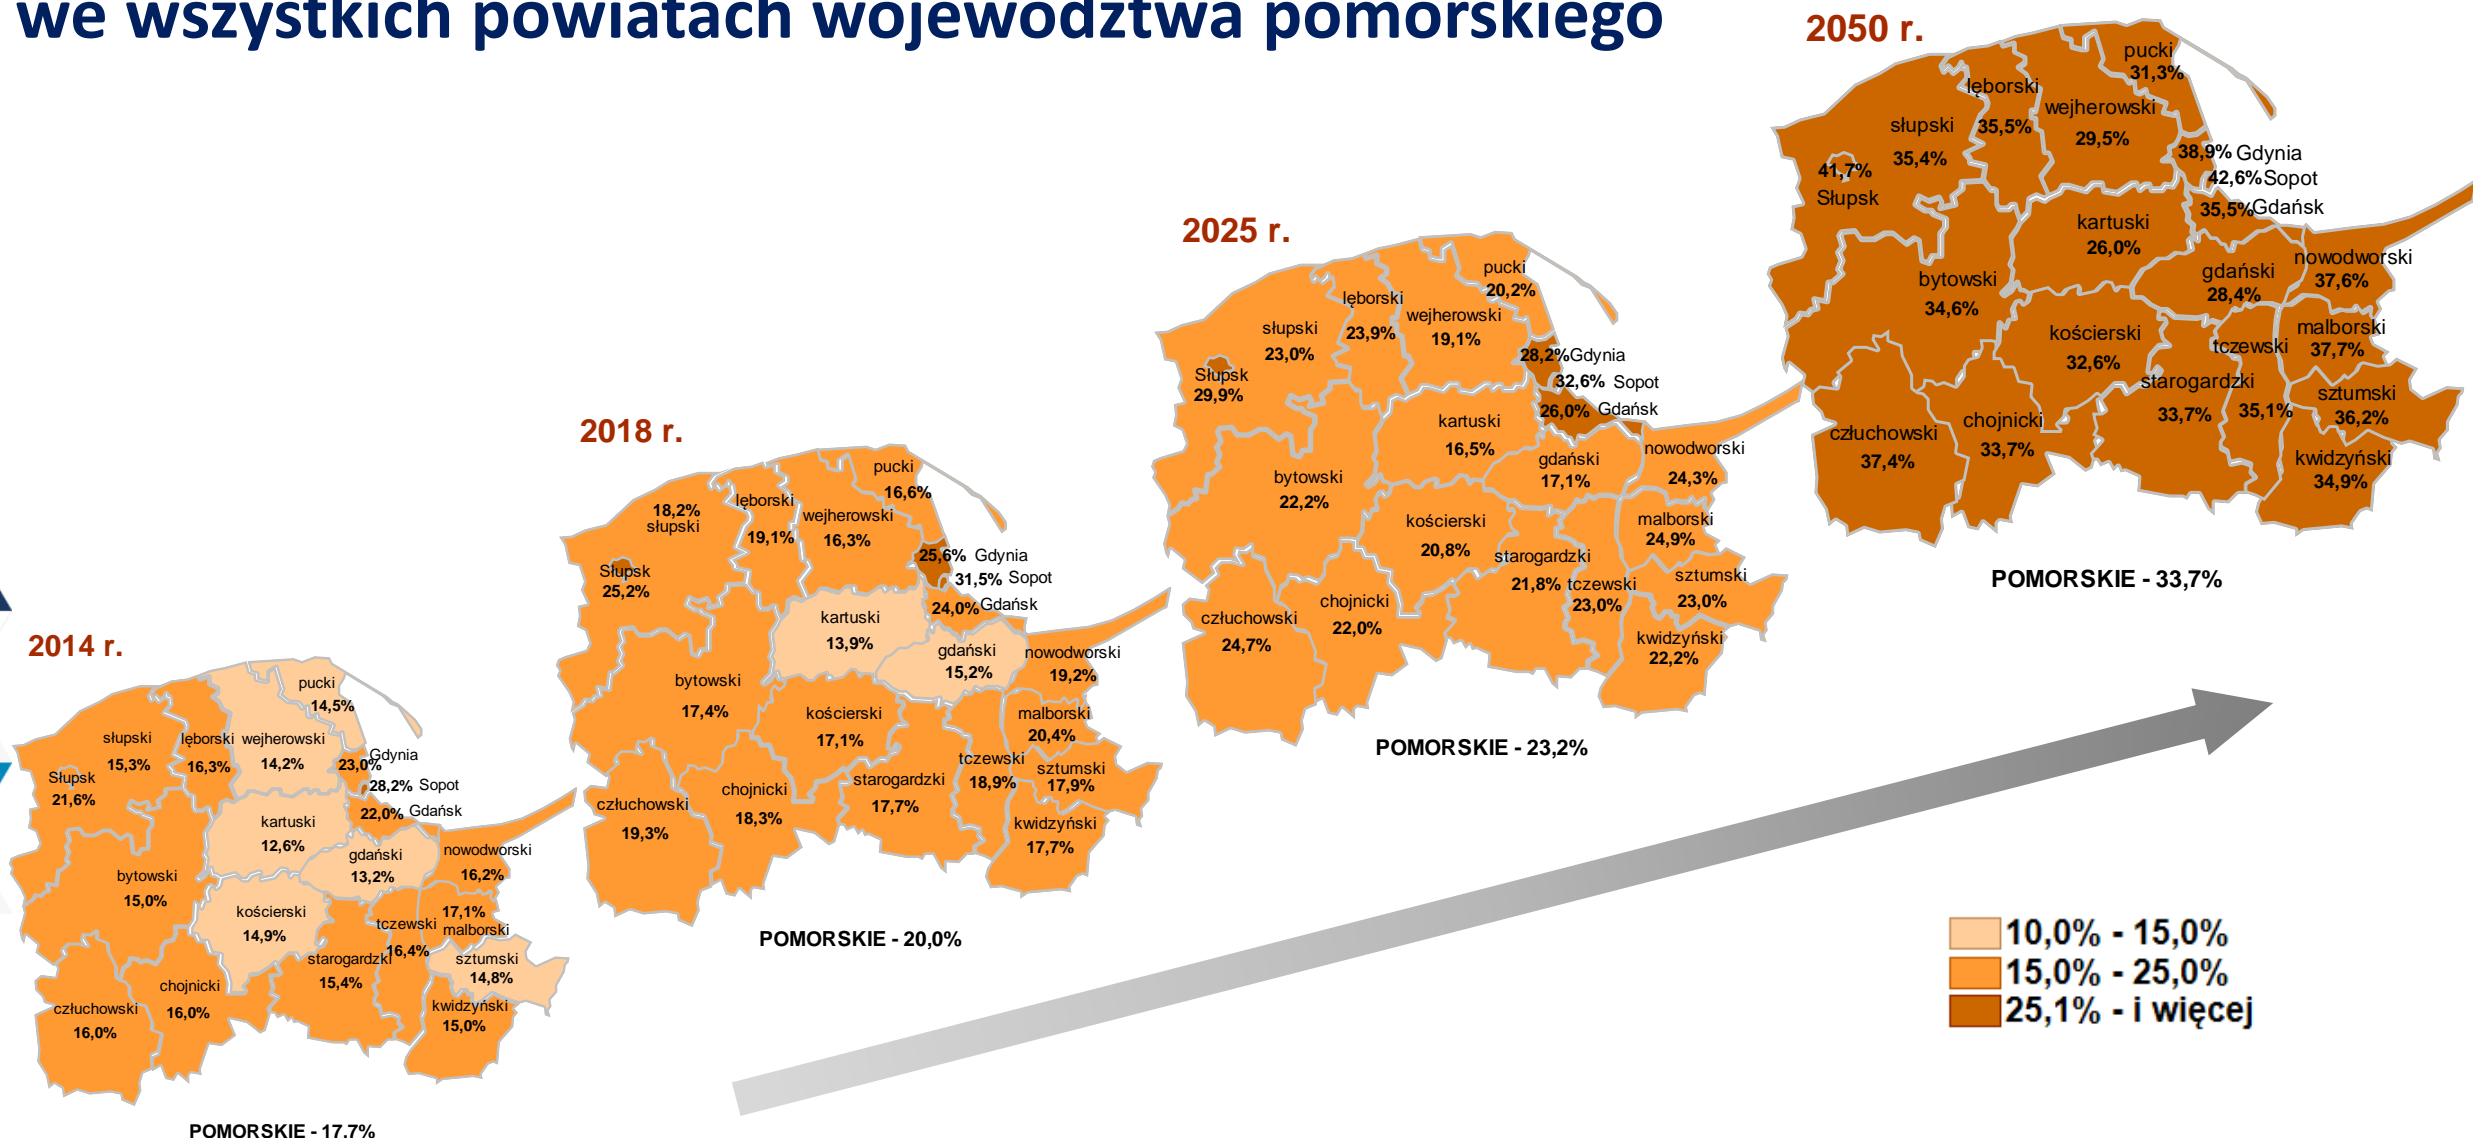 we wszystkich powiatach województwa pomorskiego
2014 r.
pucki
14,5%
słupski
15,3%
lęborski
16,3%
wejherowski
14,2%
Gdynia
23,0%
Słupsk
21,6%
28,2% Sopot
22,0% Gdańsk
kartuski
12,6%
gdański
13,2%
nowodworski
16,2%
bytowski
15,0%
kościerski
14,9%
tczewski
16,4%
17,1%
malborski
starogardzki
15,4%
sztumski
14,8%
chojnicki
16,0%
człuchowski
16,0%
kwidzyński
15,0%
POMORSKIE - 17,7%
2018 r.
pucki
16,6%
18,2%
słupski
lęborski
19,1%
wejherowski
16,3%
25,6% Gdynia
31,5% Sopot
Słupsk
25,2%
24,0% Gdańsk
kartuski
13,9%
gdański
15,2%
nowodworski
19,2%
bytowski
17,4%
kościerski
17,1%
malborski
20,4%
tczewski
18,9%
sztumski
17,9%
starogardzki
17,7%
chojnicki
18,3%
człuchowski
19,3%
kwidzyński
17,7%
POMORSKIE - 20,0%
2025 r.
pucki
20,2%
lęborski
23,9%
wejherowski
19,1%
słupski
23,0%
28,2% Gdynia
32,6% Sopot
Słupsk
29,9%
26,0% Gdańsk
kartuski
16,5%
gdański
17,1%
nowodworski
24,3%
bytowski
22,2%
kościerski
20,8%
malborski
24,9%
starogardzki
21,8%
tczewski
23,0%
sztumski
23,0%
chojnicki
22,0%
człuchowski
24,7%
kwidzyński
22,2%
POMORSKIE - 23,2%
2050 r.
pucki
31,3%
lęborski
35,5%
wejherowski
29,5%
słupski
35,4%
38,9% Gdynia
42,6% Sopot
41,7%
Słupsk
35,5% Gdańsk
kartuski
26,0%
gdański
28,4%
nowodworski
37,6%
bytowski
34,6%
kościerski
32,6%
malborski
37,7%
tczewski
35,1%
starogardzki
33,7%
sztumski
36,2%
chojnicki
33,7%
człuchowski
37,4%
kwidzyński
34,9%
POMORSKIE - 33,7%
10,0% - 15,0%
15,0% - 25,0%
25,1% - i więcej